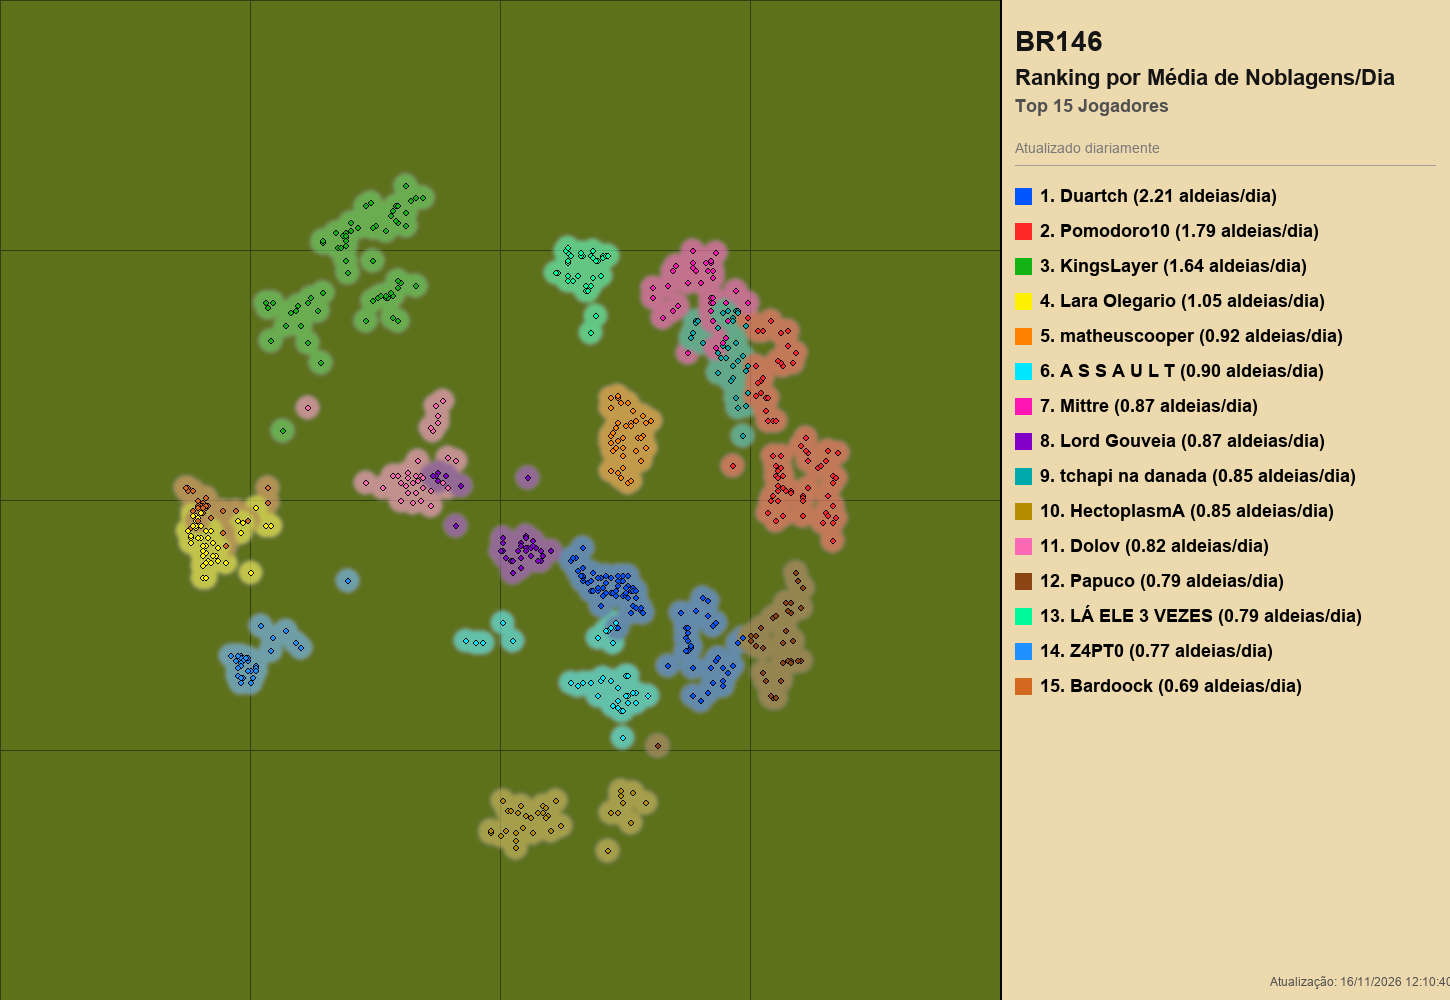 BR146
Ranking por Média de Noblagens/Dia
Top 15 Jogadores
Atualizado diariamente
1. Duartch (2.21 aldeias/dia)
2. Pomodoro10 (1.79 aldeias/dia)
3. KingsLayer (1.64 aldeias/dia)
4. Lara Olegario (1.05 aldeias/dia)
5. matheuscooper (0.92 aldeias/dia)
6. A S S A U L T (0.90 aldeias/dia)
7. Mittre (0.87 aldeias/dia)
8. Lord Gouveia (0.87 aldeias/dia)
9. tchapi na danada (0.85 aldeias/dia)
10. HectoplasmA (0.85 aldeias/dia)
11. Dolov (0.82 aldeias/dia)
12. Papuco (0.79 aldeias/dia)
13. LÁ ELE 3 VEZES (0.79 aldeias/dia)
14. Z4PT0 (0.77 aldeias/dia)
15. Bardoock (0.69 aldeias/dia)
Atualização: 16/11/2026 12:10:40